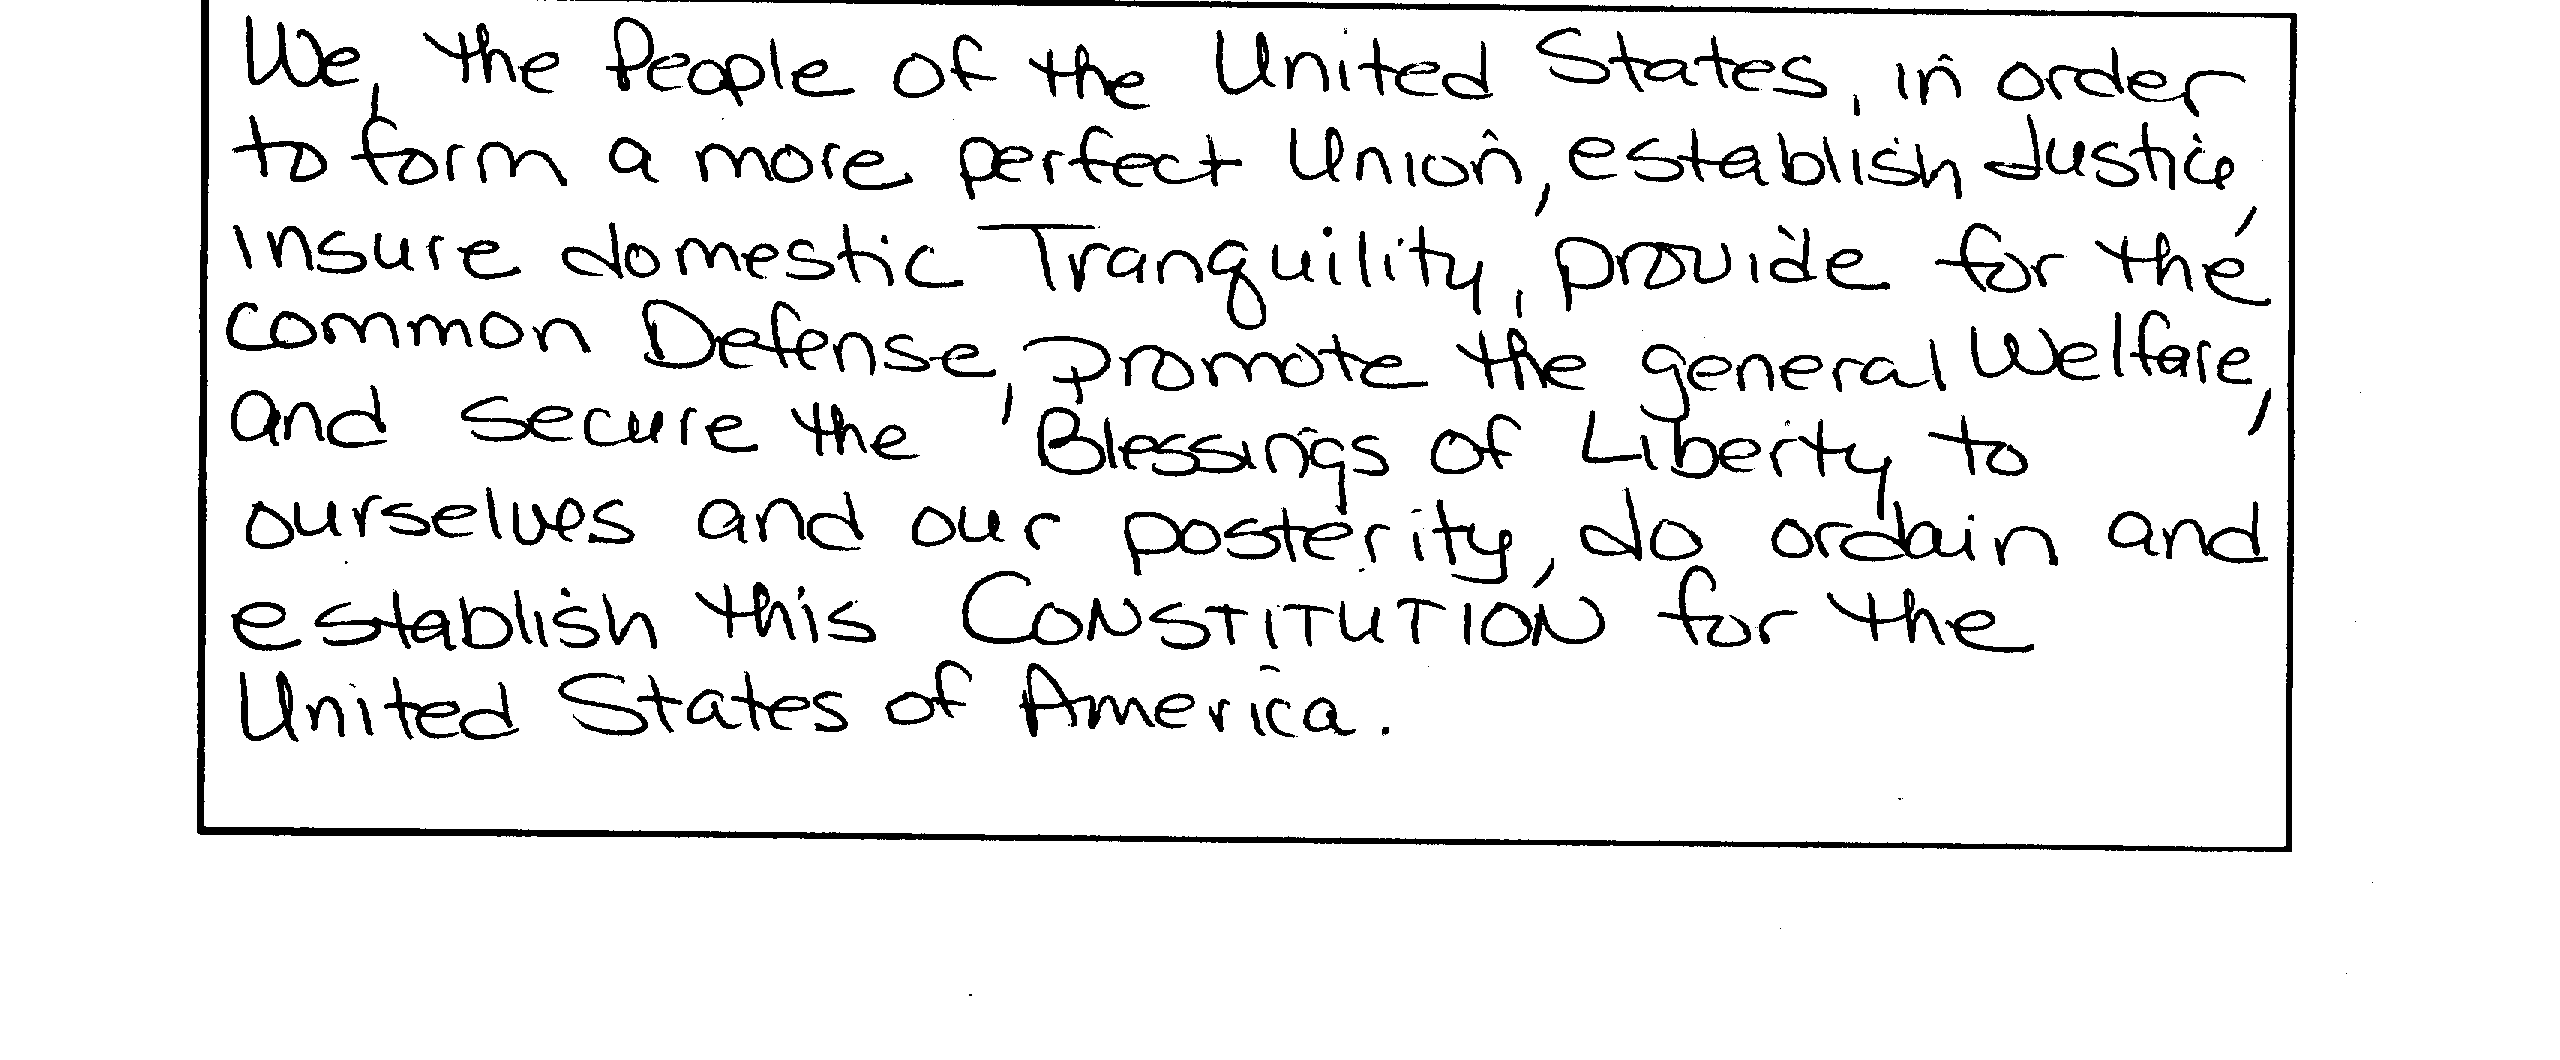 We, the People of the United States, in order
to form a more perfect Union, establish Justice,
insure domestic Tranquility, provide for the
common Defense, promote the general Welfare,
and secure the Blessings of Liberty to
ourselves and our posterity, do ordain and
establish this CONSTITUTION for the
United States of America.